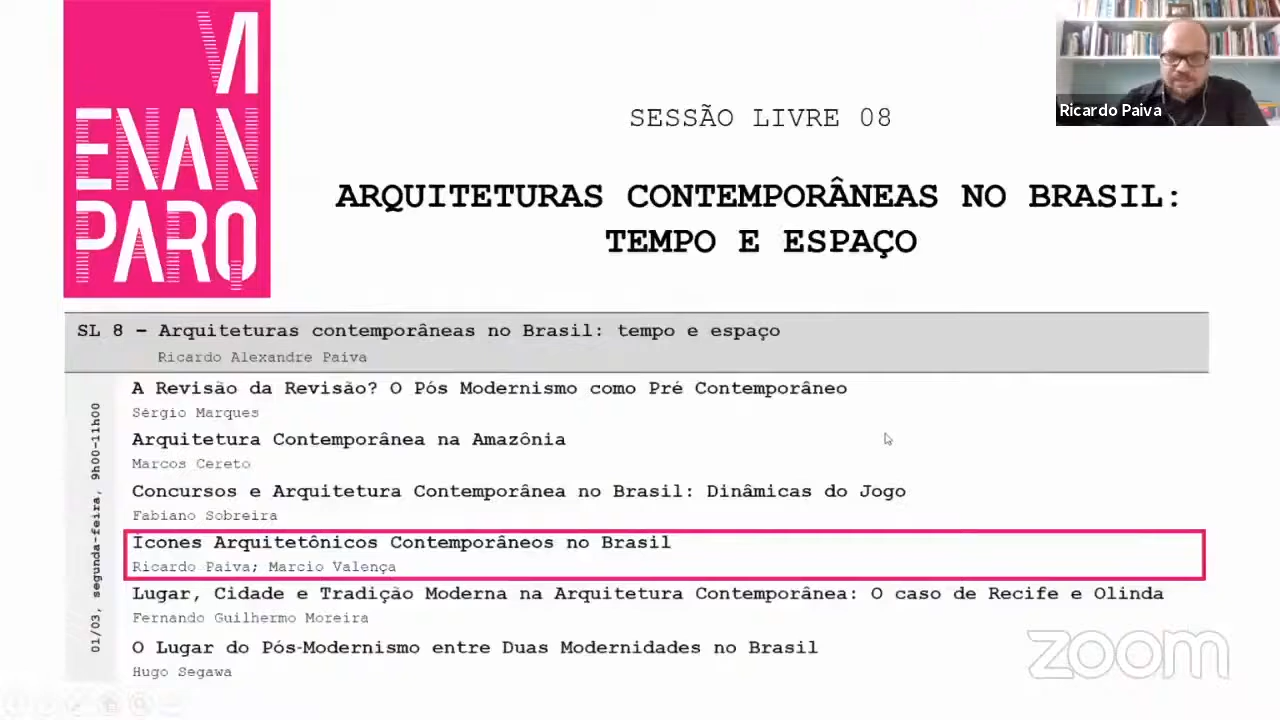 VI
ENAN
PARQ
Ricardo Paiva
SESSÃO LIVRE 08
ARQUITETURAS CONTEMPORÂNEAS NO BRASIL:
TEMPO E ESPAÇO
SL 8 – Arquiteturas contemporâneas no Brasil: tempo e espaço
Ricardo Alexandre Paiva
01/03, segunda-feira, 9h00-11h00
A Revisão da Revisão? O Pós Modernismo como Pré Contemporâneo
Sérgio Marques
Arquitetura Contemporânea na Amazônia
Marcos Cereto
Concursos e Arquitetura Contemporânea no Brasil: Dinâmicas do Jogo
Fabiano Sobreira
Ícones Arquitetônicos Contemporâneos no Brasil
Ricardo Paiva; Marcio Valença
Lugar, Cidade e Tradição Moderna na Arquitetura Contemporânea: O caso de Recife e Olinda
Fernando Guilhermo Moreira
O Lugar do Pós-Modernismo entre Duas Modernidades no Brasil
Hugo Segawa
zoom